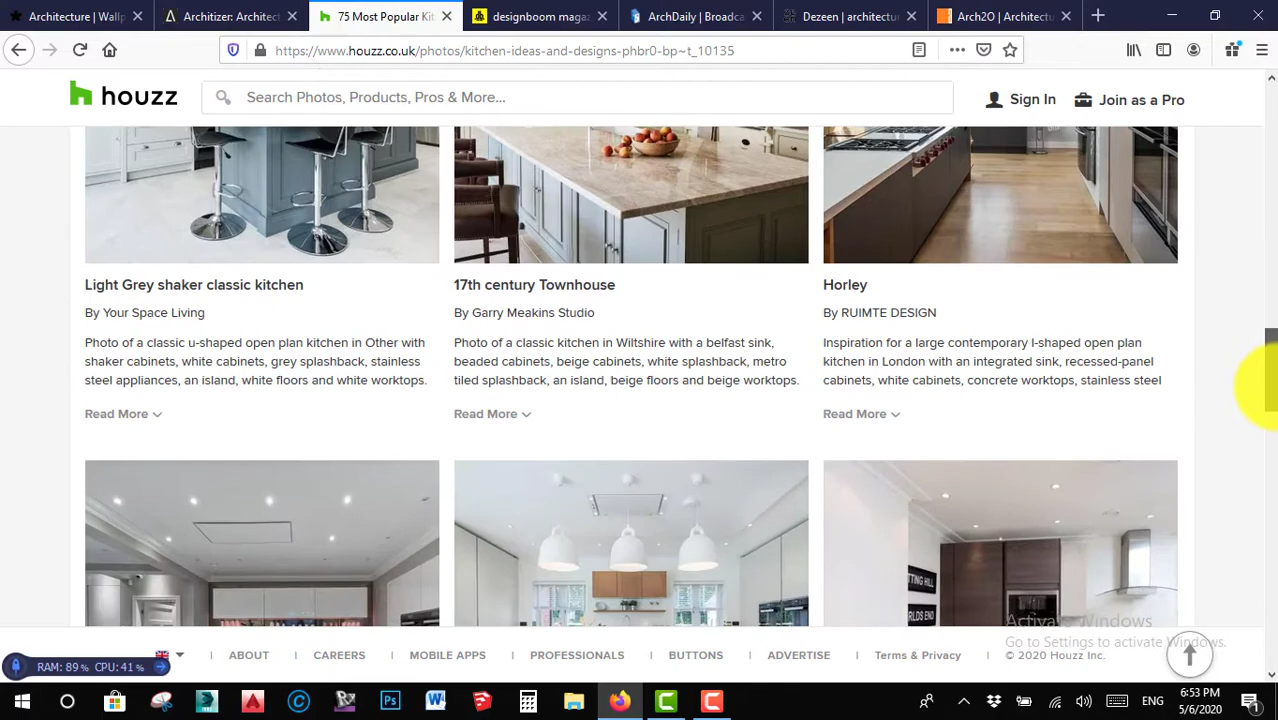 Architecture | Wallp
Architizer: Architect
75 Most Popular Kit
designboom maga
ArchDaily | Broadca
Dezeen | architectur
Arch2O | Architectu
https://www.houzz.co.uk/photos/kitchen-ideas-and-designs-phbr0-bp~t_10135
houzz
Search Photos, Products, Pros & More...
Sign In
Join as a Pro
Light Grey shaker classic kitchen
By Your Space Living
Photo of a classic u-shaped open plan kitchen in Other with
shaker cabinets, white cabinets, grey splashback, stainless
steel appliances, an island, white floors and white worktops.
Read More
17th century Townhouse
By Garry Meakins Studio
Photo of a classic kitchen in Wiltshire with a belfast sink,
beaded cabinets, beige cabinets, white splashback, metro
tiled splashback, an island, beige floors and beige worktops.
Read More
Horley
By RUIMTE DESIGN
Inspiration for a large contemporary l-shaped open plan
kitchen in London with an integrated sink, recessed-panel
cabinets, white cabinets, concrete worktops, stainless steel
Read More
TTING HILL
RLDS END
Activate Windows
Go to Settings to activate Windows.
ABOUT
CAREERS
MOBILE APPS
PROFESSIONALS
BUTTONS
ADVERTISE
Terms & Privacy
© 2020 Houzz Inc.
RAM: 89 % CPU: 41 %
Ps
W
ENG
6:53 PM
5/6/2020